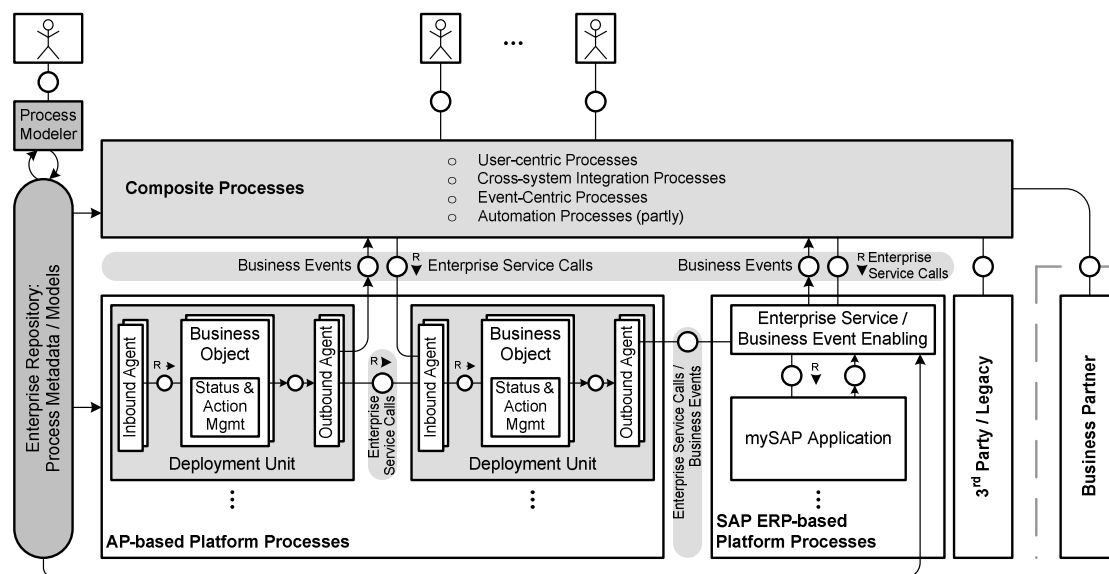 ...
Process
Modeler
Composite Processes
o User-centric Processes
o Cross-system Integration Processes
o Event-Centric Processes
o Automation Processes (partly)
Enterprise Repository:
Process Metadata / Models
Business Events
R
Enterprise Service Calls
Business Events
R Enterprise
Service Calls
Inbound Agent
R
Business
Object
Status &
Action
Mgmt
Outbound Agent
Deployment Unit
R
Enterprise
Service Calls
Inbound Agent
R
Business
Object
Status &
Action
Mgmt
Outbound Agent
Deployment Unit
AP-based Platform Processes
Enterprise Service Calls /
Business Events
Enterprise Service /
Business Event Enabling
R
mySAP Application
SAP ERP-based
Platform Processes
3rd Party / Legacy
Business Partner